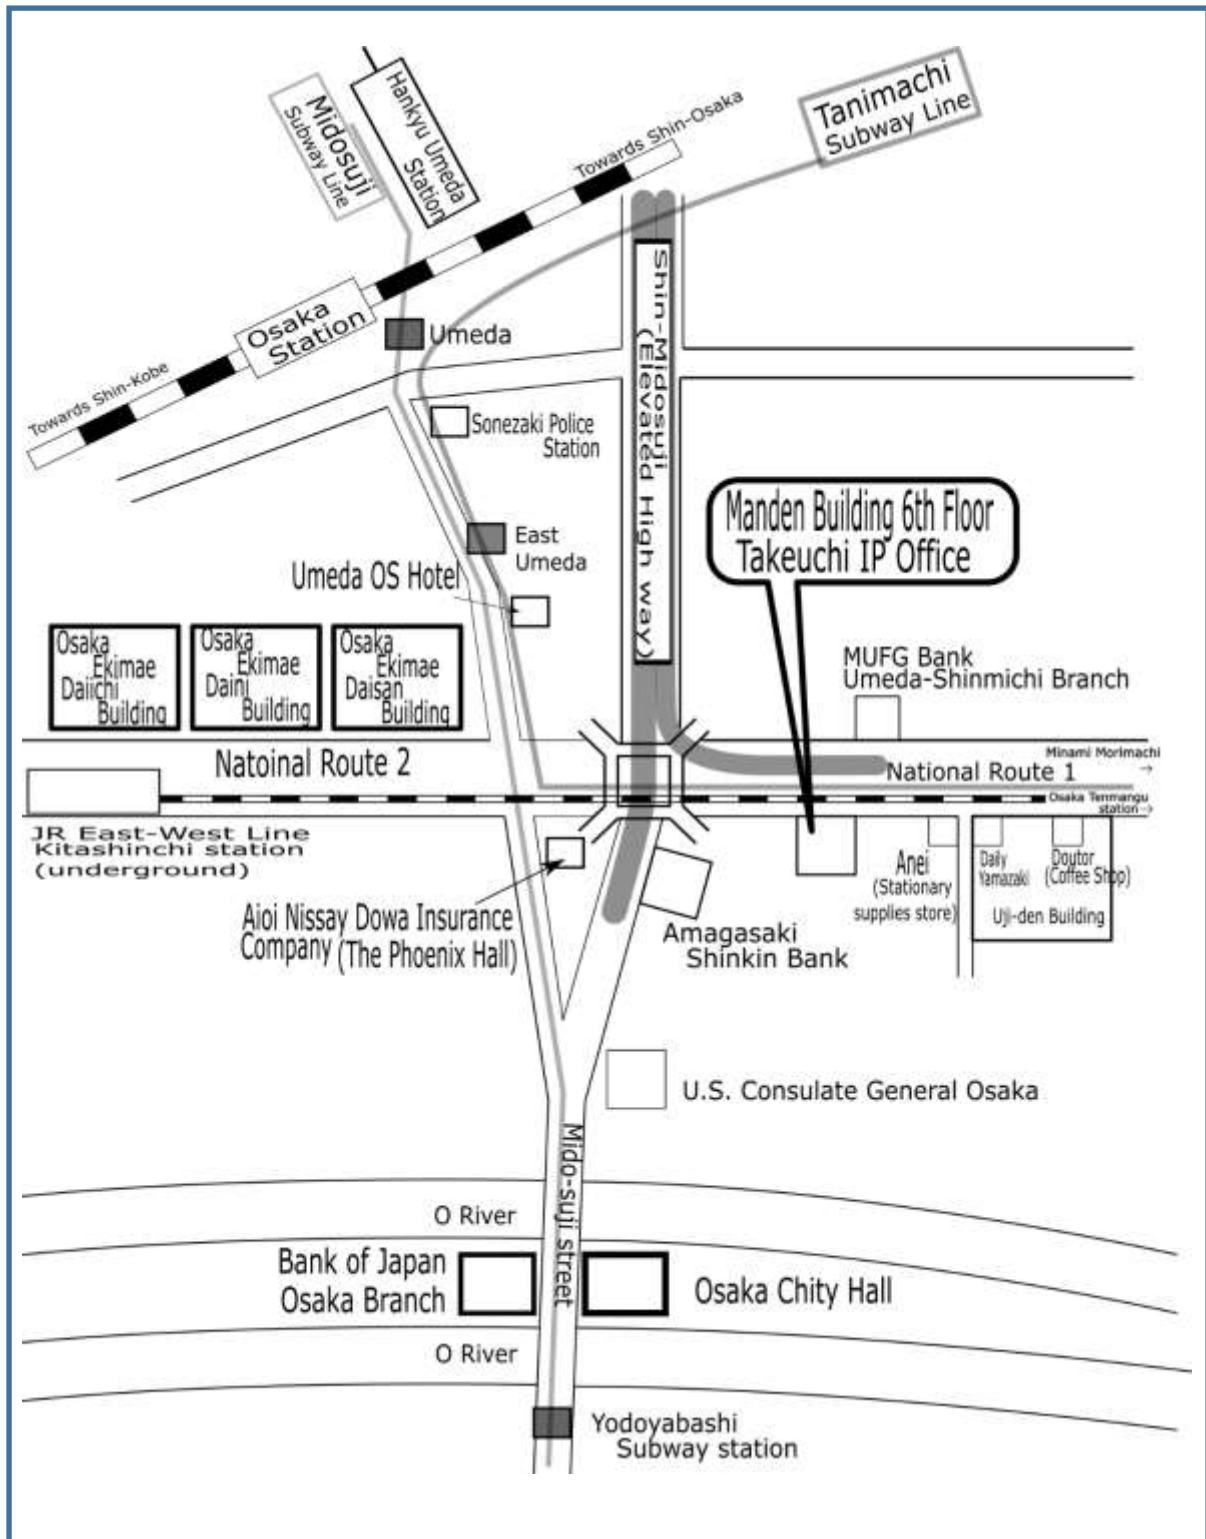 Midosuji
Subway Line
Hankyu Umeda
Station
Towards Shin-Osaka
Tanimachi
Subway Line
Osaka
Station
Umeda
Towards Shin-Kobe
Shin-Midosuji
(Elevated High way)
Sonezaki Police
Station
Manden Building 6th Floor
Takeuchi IP Office
East
Umeda
Umeda OS Hotel
Osaka
Ekimae
Daiichi
Building
Osaka
Ekimae
Daini
Building
Osaka
Ekimae
Daisan
Building
MUFG Bank
Umeda-Shinmichi Branch
Natoinal Route 2
Minami Morimachi
→
National Route 1
Osaka Tenmangu
station→
JR East-West Line
Kitashinchi station
(underground)
Anei
(Stationary
supplies store)
Daily
Yamazaki
Doutor
(Coffee Shop)
Uji-den Building
Aioi Nissay Dowa Insurance
Company (The Phoenix Hall)
Amagasaki
Shinkin Bank
U.S. Consulate General Osaka
Mido-suji street
O River
Bank of Japan
Osaka Branch
Osaka Chity Hall
O River
Yodoyabashi
Subway station